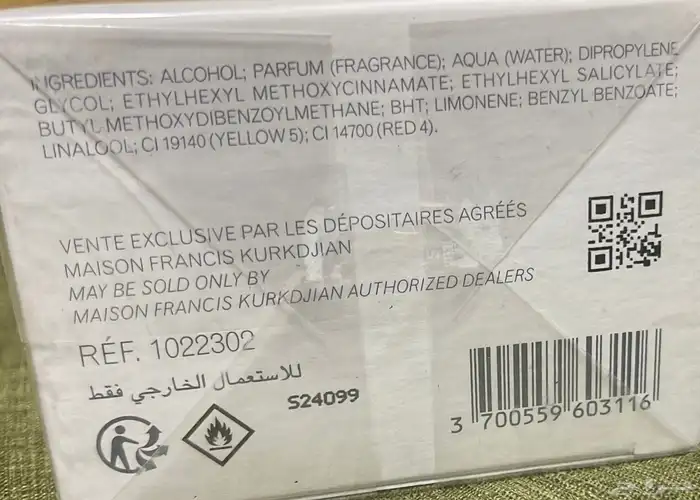 INGREDIENTS: ALCOHOL; PARFUM (FRAGRANCE); AQUA (WATER); DIPROPYLENE
GLYCOL; ETHYLHEXYL METHOXYCINNAMATE; ETHYLHEXYL SALICYLATE;
BUTYL METHOXYDIBENZOYLMETHANE; BHT; LIMONENE; BENZYL BENZOATE;
LINALOOL; CI 19140 (YELLOW 5); CI 14700 (RED 4).
VENTE EXCLUSIVE PAR LES DÉPOSITAIRES AGRÉÉS
MAISON FRANCIS KURKDJIAN
MAY BE SOLD ONLY BY
MAISON FRANCIS KURKDJIAN AUTHORIZED DEALERS
RÉF. 1022302
للاستعمال الخارجي فقط
S24099
3 700559 603116